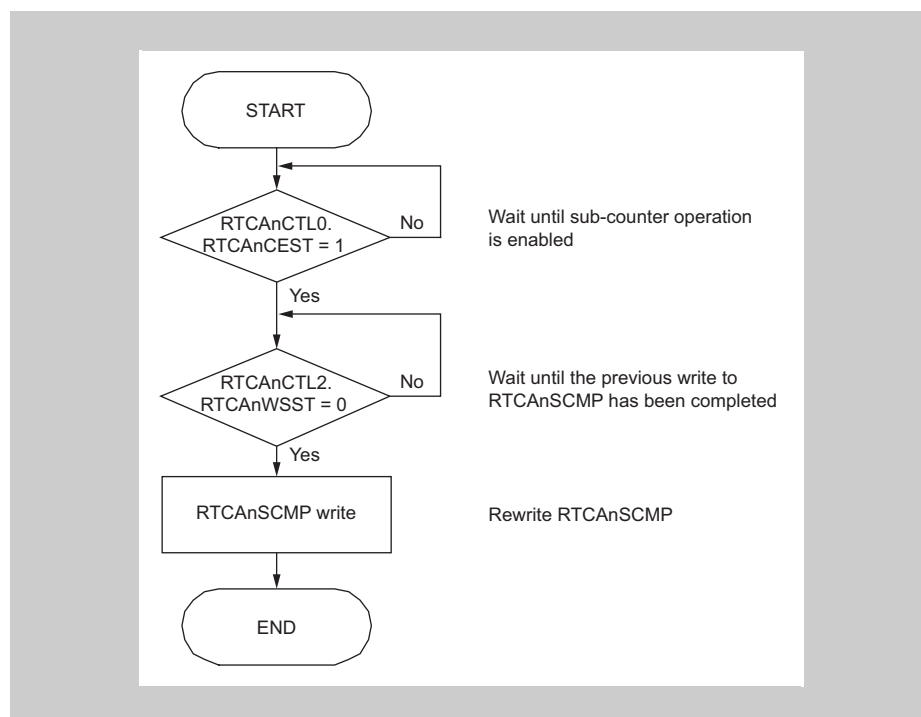 START
RTCAnCTL0.
RTCAnCEST = 1
No
Wait until sub-counter operation
is enabled
Yes
RTCAnCTL2.
RTCAnWSST = 0
No
Wait until the previous write to
RTCAnSCMP has been completed
Yes
RTCAnSCMP write
Rewrite RTCAnSCMP
END